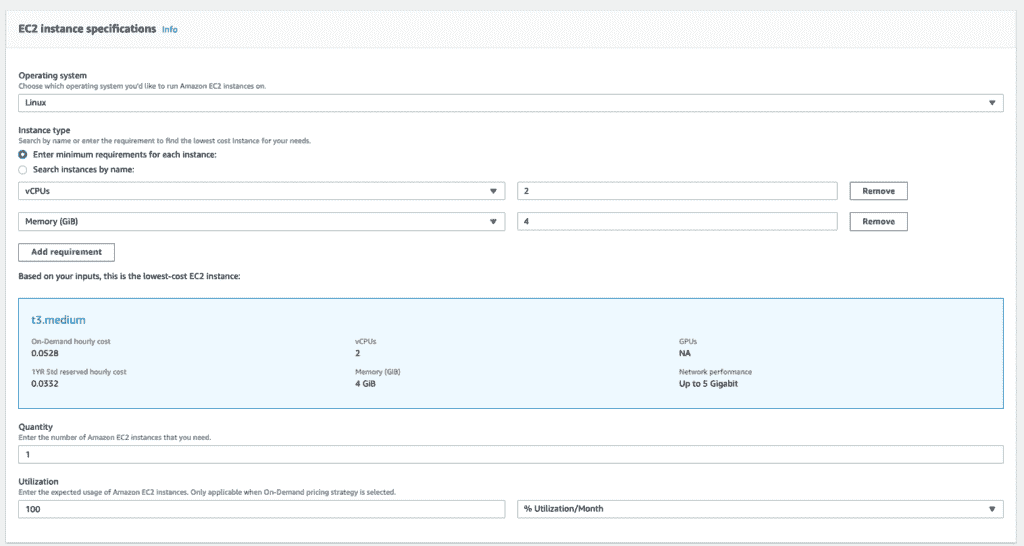 EC2 instance specifications Info
Operating system
Choose which operating system you'd like to run Amazon EC2 instances on.
Linux
Instance type
Search by name or enter the requirement to find the lowest cost instance for your needs.
Enter minimum requirements for each instance:
Search instances by name:
vCPUs 2 Remove
Memory (GiB) 4 Remove
Add requirement
Based on your inputs, this is the lowest-cost EC2 instance:
t3.medium
On-Demand hourly cost vCPUs GPUs
0.0528 2 NA
1YR Std reserved hourly cost Memory (GiB) Network performance
0.0332 4 GiB Up to 5 Gigabit
Quantity
Enter the number of Amazon EC2 instances that you need.
1
Utilization
Enter the expected usage of Amazon EC2 instances. Only applicable when On-Demand pricing strategy is selected.
100 % Utilization/Month